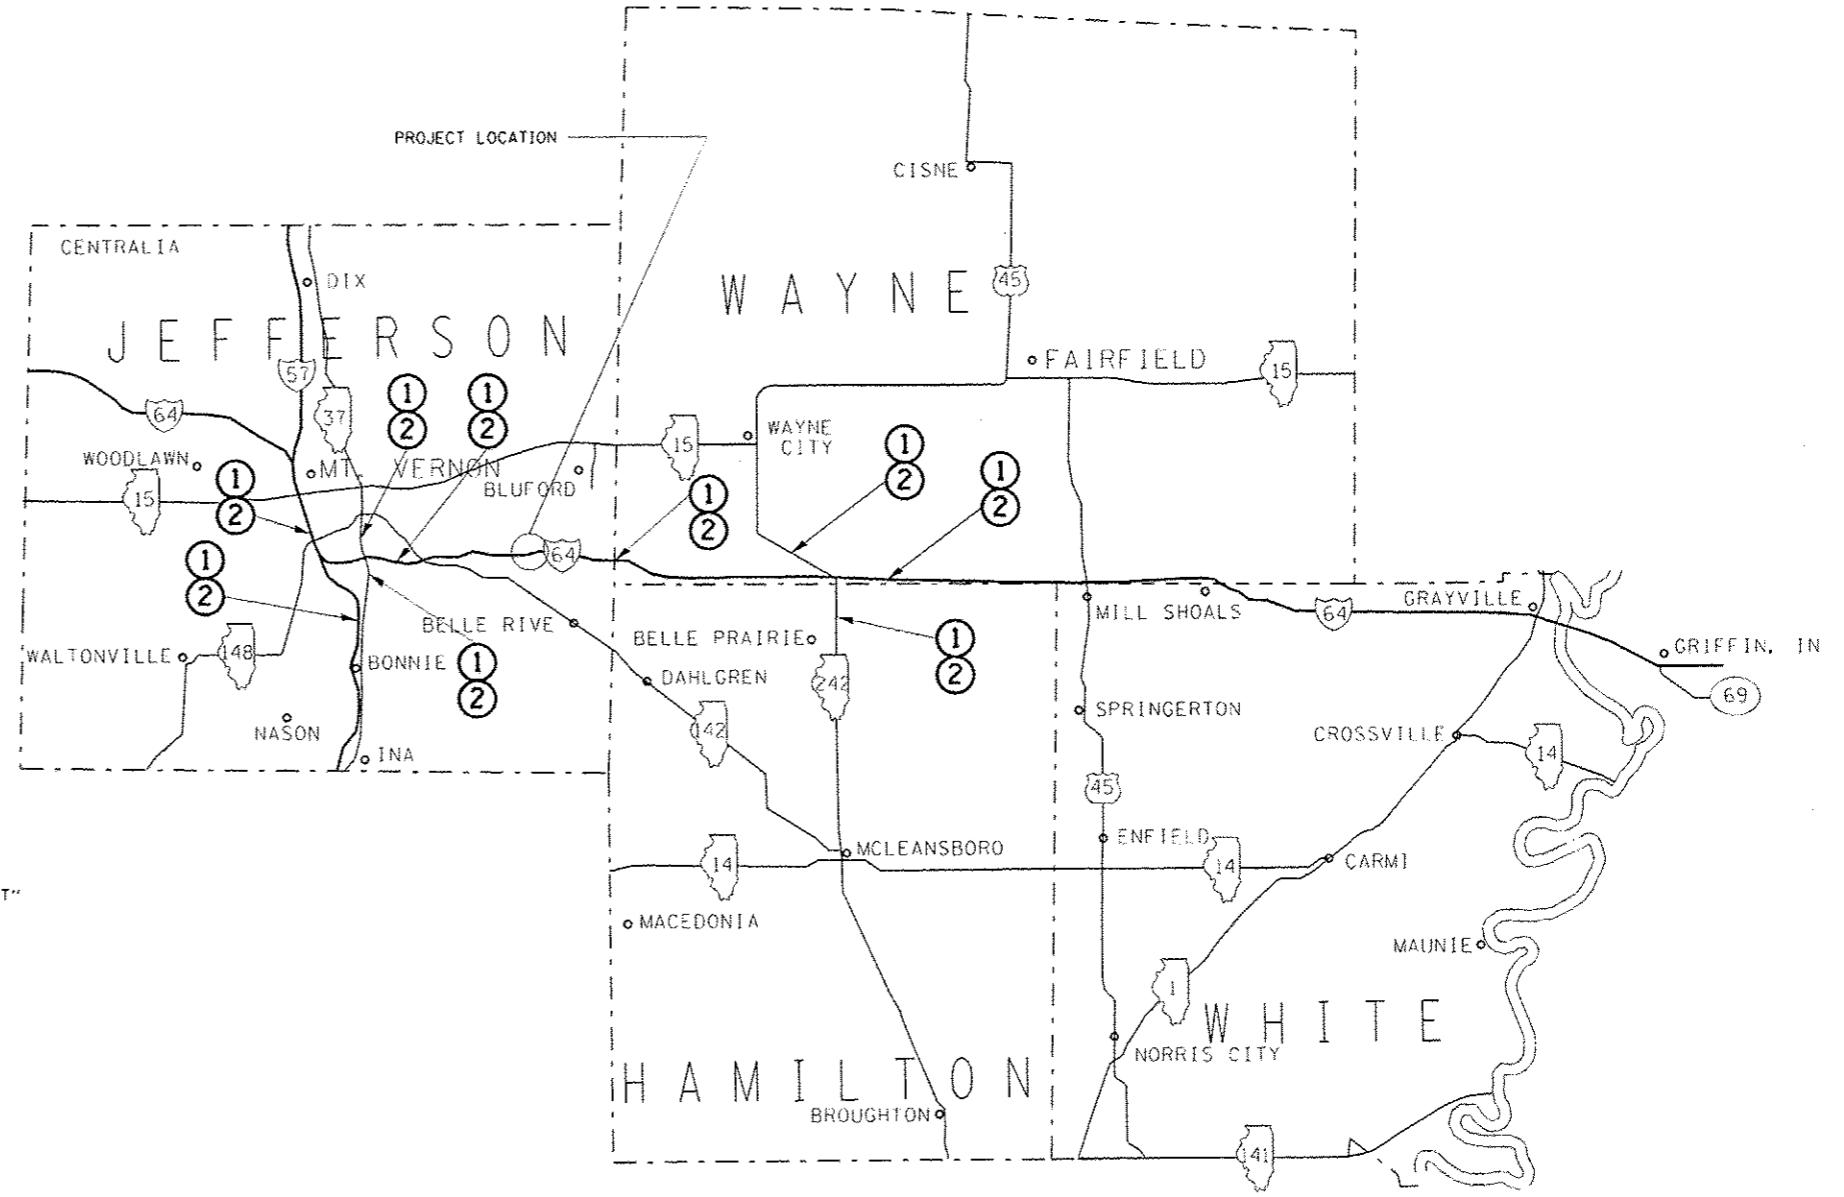 PROJECT LOCATION
CISNE
CENTRALIA
DIX
WAYNE
45
JEFFERSON
57
FAIRFIELD
15
64
37
1
2
1
2
WAYNE
CITY
15
1
2
WOODLAWN
MT. VERNON
BLUFORD
1
2
15
1
2
1
2
64
1
2
MILL SHOALS
64
GRAYVILLE
GRIFFIN, IN
69
BELLE RIVE
BELLE PRAIRIE
1
2
WALTONVILLE
148
BONNIE
1
2
DAHLGREN
242
SPRINGERTON
NASON
142
CROSSVILLE
14
INA
45
ENFIELD
MCLEANSBORO
14
14
CARMI
T"
MACEDONIA
MAUNIE
1
WHITE
NORRIS CITY
HAMILTON
BROUGHTON
141